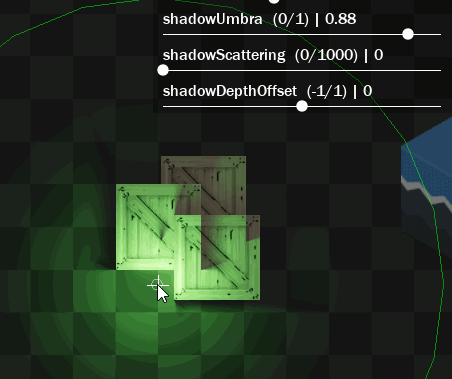 shadowUmbra (0/1) | 0.88
shadowScattering (0/1000) | 0
shadowDepthOffset (-1/1) | 0